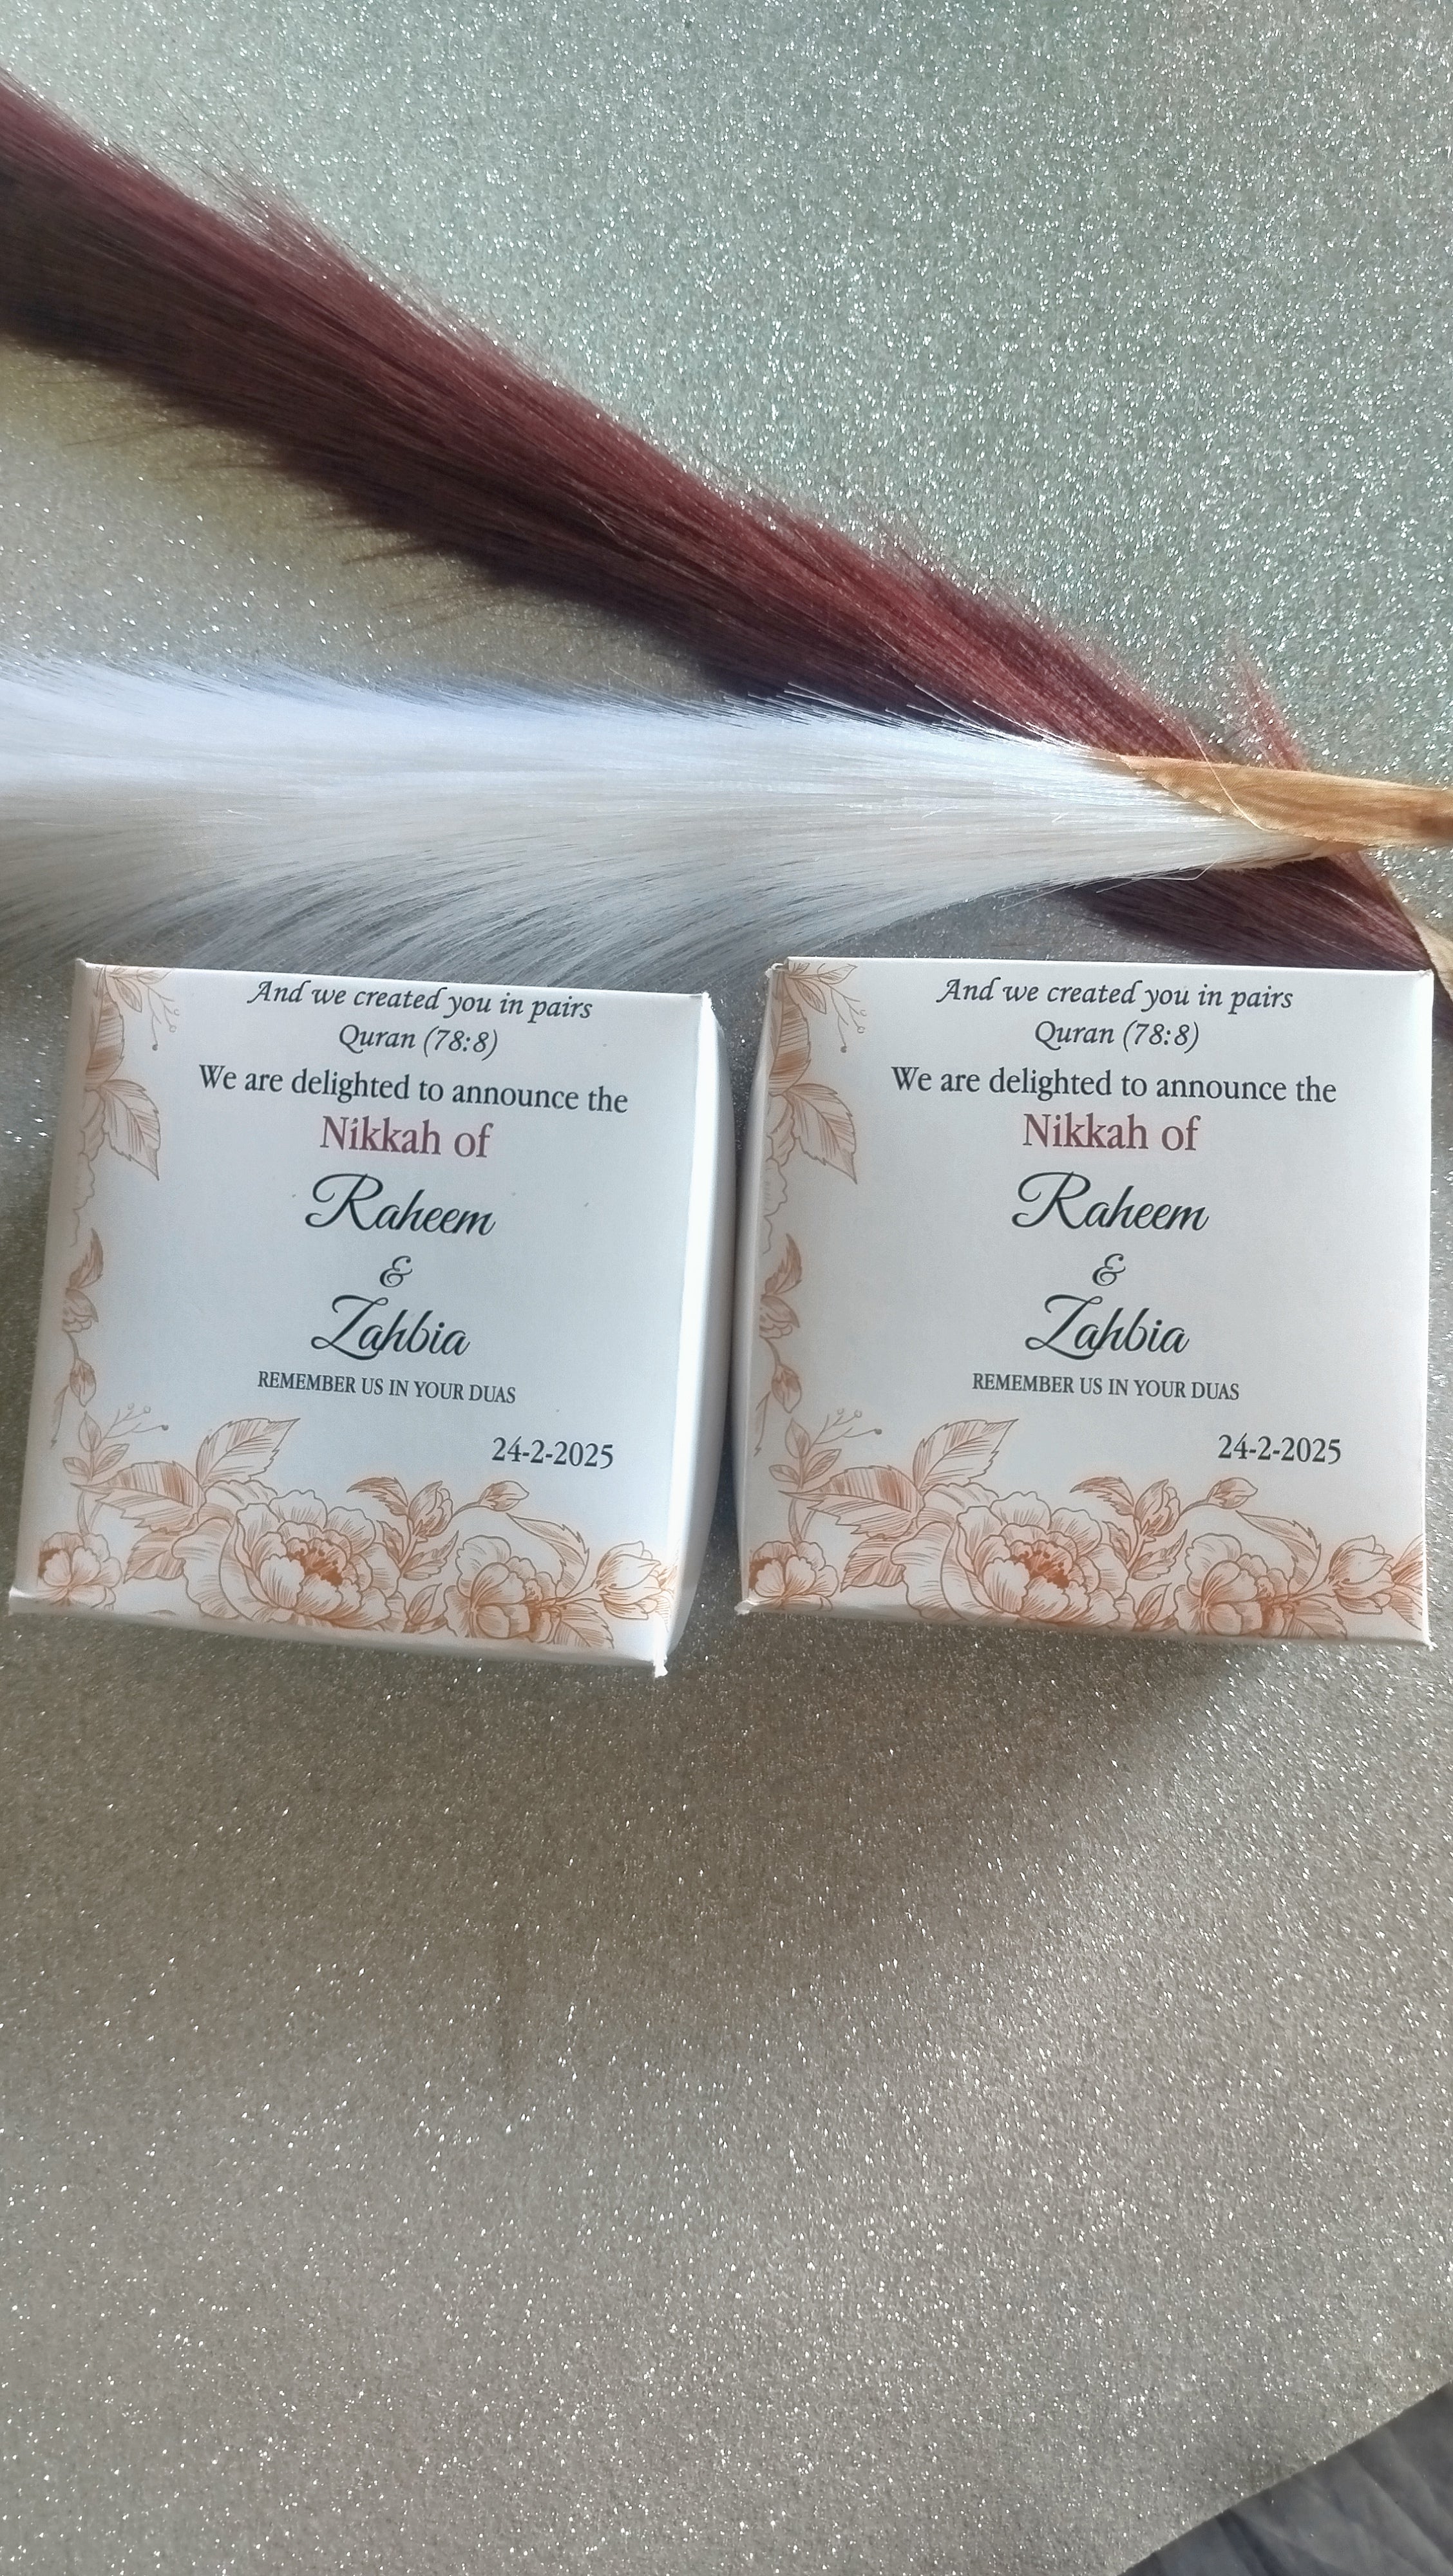 And we created you in pairs
Quran (78:8)
We are delighted to announce the
Nikkah of
Raheem
&
Zahbia
REMEMBER US IN YOUR DUAS
24-2-2025
And we created you in pairs
Quran (78:8)
We are delighted to announce the
Nikkah of
Raheem
&
Zahbia
REMEMBER US IN YOUR DUAS
24-2-2025